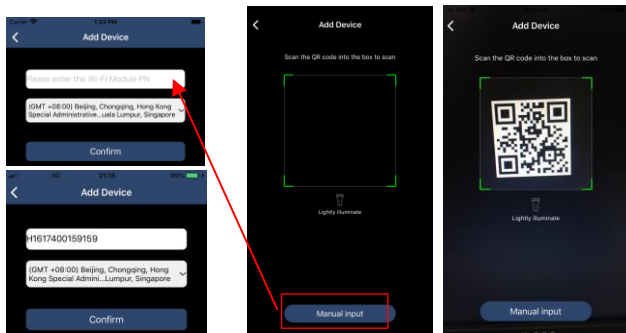 Carrier
1:53 PM
Add Device
Please enter the Wi-Fi Module PN
(GMT +08:00) Beijing, Chongqing, Hong Kong
Special Administrative...uala Lumpur, Singapore
Confirm
21:16
Add Device
H1617400159159
(GMT +08:00) Beijing, Chongqing, Hong
Kong Special Admini...Lumpur, Singapore
Confirm
Add Device
Scan the QR code into the box to scan
Lightly illuminate
Manual input
Add Device
Scan the QR code into the box to scan
Lightly illuminate
Manual input